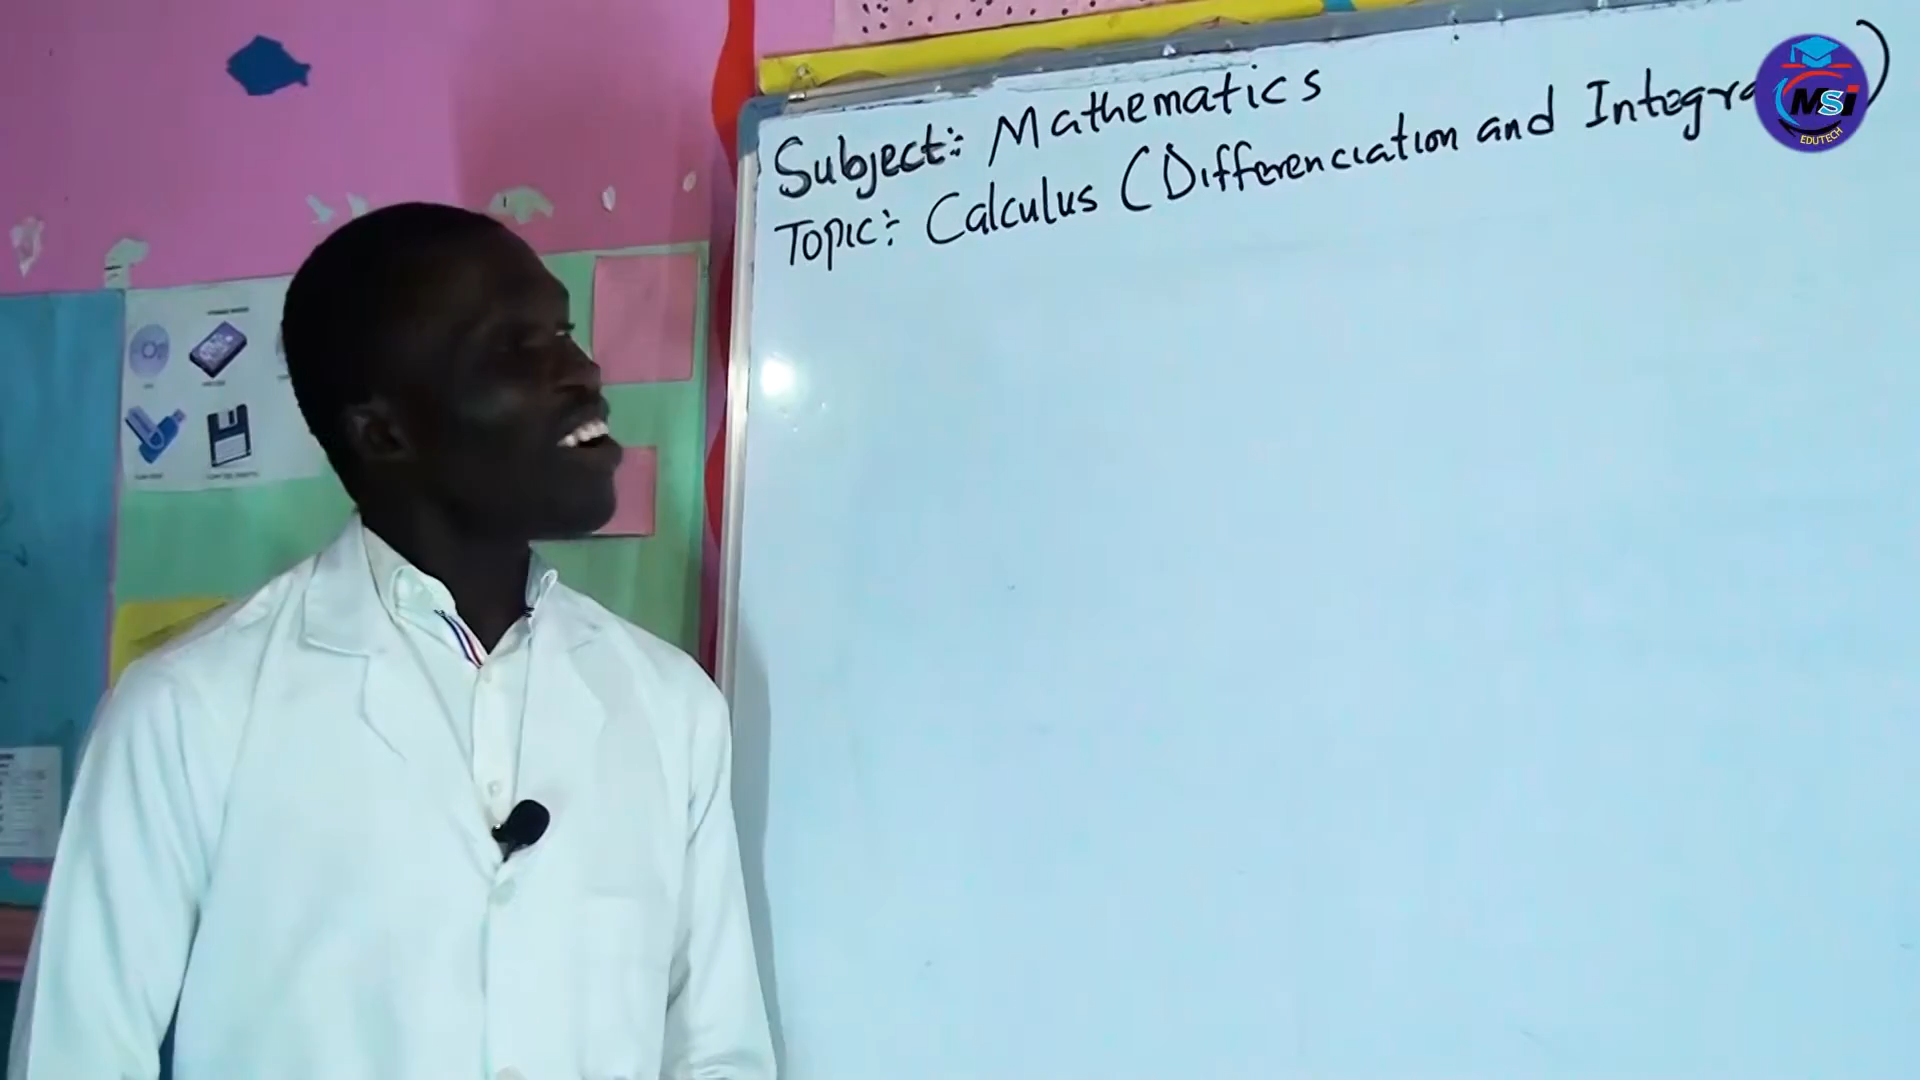 Subject:- Mathematics
Topic:- Calculus (Differenciation and Integra )
MSi
EDUTECH